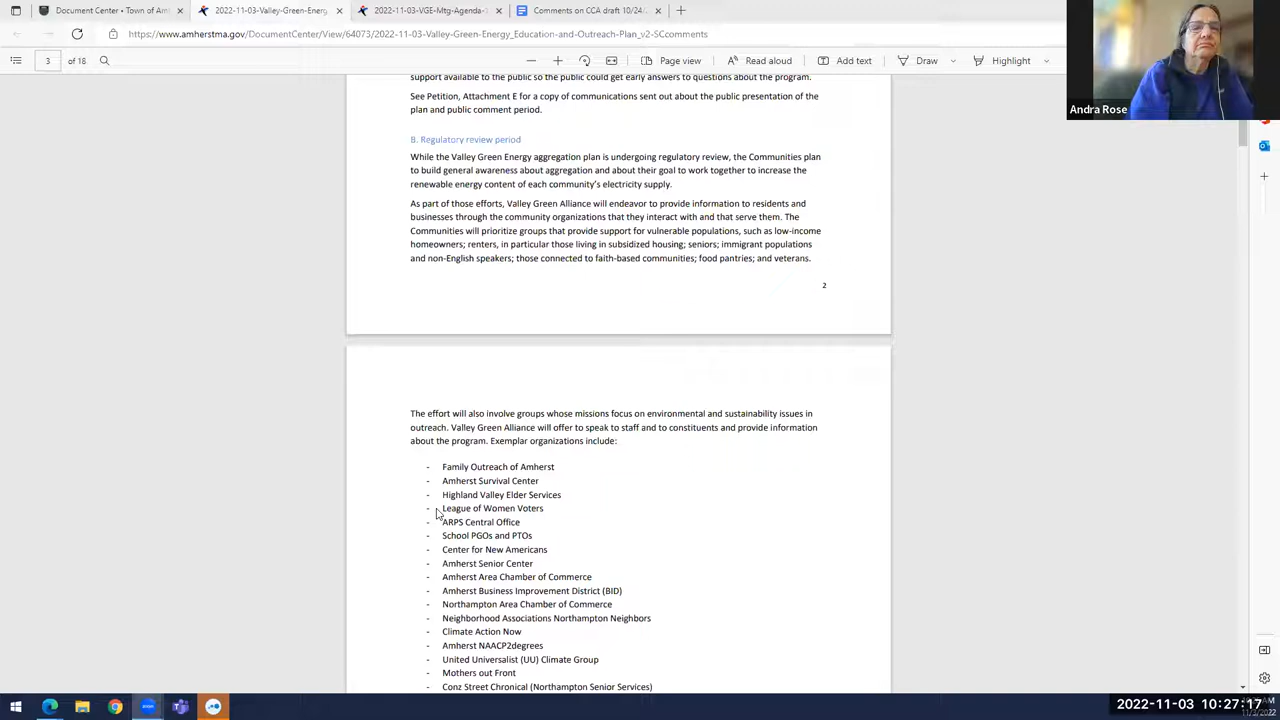 Document Center • Town of Am
2022-11-03-Valley-Green-Energ
2022-11-03-VGE-Mtg-Agenda-
Comments on CCA draft 10/24/
https://www.amherstma.gov/DocumentCenter/View/64073/2022-11-03-Valley-Green-Energy_Education-and-Outreach-Plan_v2-SCcomments
3 of 18
Page view
Read aloud
Add text
Draw
Highlight
Andra Rose
support available to the public so the public could get early answers to questions about the program.
See Petition, Attachment E for a copy of communications sent out about the public presentation of the
plan and public comment period.
B. Regulatory review period
While the Valley Green Energy aggregation plan is undergoing regulatory review, the Communities plan
to build general awareness about aggregation and about their goal to work together to increase the
renewable energy content of each community's electricity supply.
As part of those efforts, Valley Green Alliance will endeavor to provide information to residents and
businesses through the community organizations that they interact with and that serve them. The
Communities will prioritize groups that provide support for vulnerable populations, such as low-income
homeowners; renters, in particular those living in subsidized housing; seniors; immigrant populations
and non-English speakers; those connected to faith-based communities; food pantries; and veterans.
2
The effort will also involve groups whose missions focus on environmental and sustainability issues in
outreach. Valley Green Alliance will offer to speak to staff and to constituents and provide information
about the program. Exemplar organizations include:
- Family Outreach of Amherst
- Amherst Survival Center
- Highland Valley Elder Services
- League of Women Voters
- ARPS Central Office
- School PGOs and PTOs
- Center for New Americans
- Amherst Senior Center
- Amherst Area Chamber of Commerce
- Amherst Business Improvement District (BID)
- Northampton Area Chamber of Commerce
- Neighborhood Associations Northampton Neighbors
- Climate Action Now
- Amherst NAACP2degrees
- United Universalist (UU) Climate Group
- Mothers out Front
- Conz Street Chronical (Northampton Senior Services)
2022-11-03 10:27:17